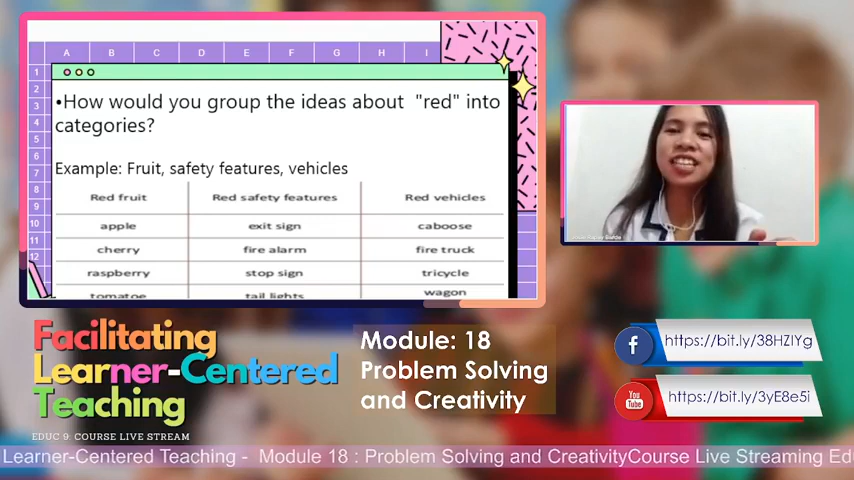 A B C D E F G H I
1
2
3
4
5
6
7
8
9
10
11
12
•How would you group the ideas about "red" into
categories?
Example: Fruit, safety features, vehicles
Red fruit Red safety features Red vehicles
apple exit sign caboose
cherry fire alarm fire truck
raspberry stop sign tricycle
tomatoe tail lights wagon
Facilitating
Learner-Centered
Teaching
EDUC 9: COURSE LIVE STREAM
Module: 18
Problem Solving
and Creativity
f https://bit.ly/38HZIYg
You Tube https://bit.ly/3yE8e5i
Learner-Centered Teaching - Module 18 : Problem Solving and CreativityCourse Live Streaming Edu